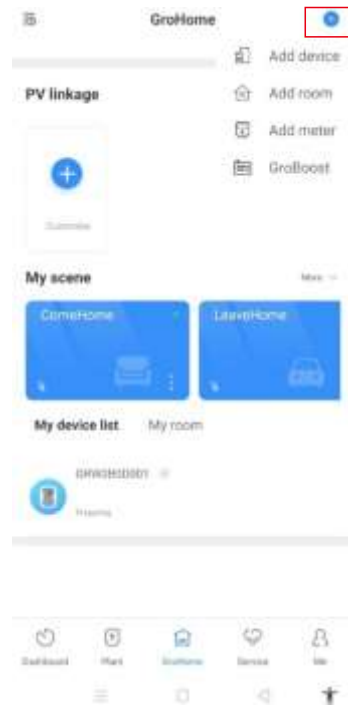 GroHome
Add device
Add room
Add meter
GroBoost
PV linkage
My scene
More
ComeHome
LeaveHome
My device list
My room
Dashboard
Plant
GroHome
Service
Me